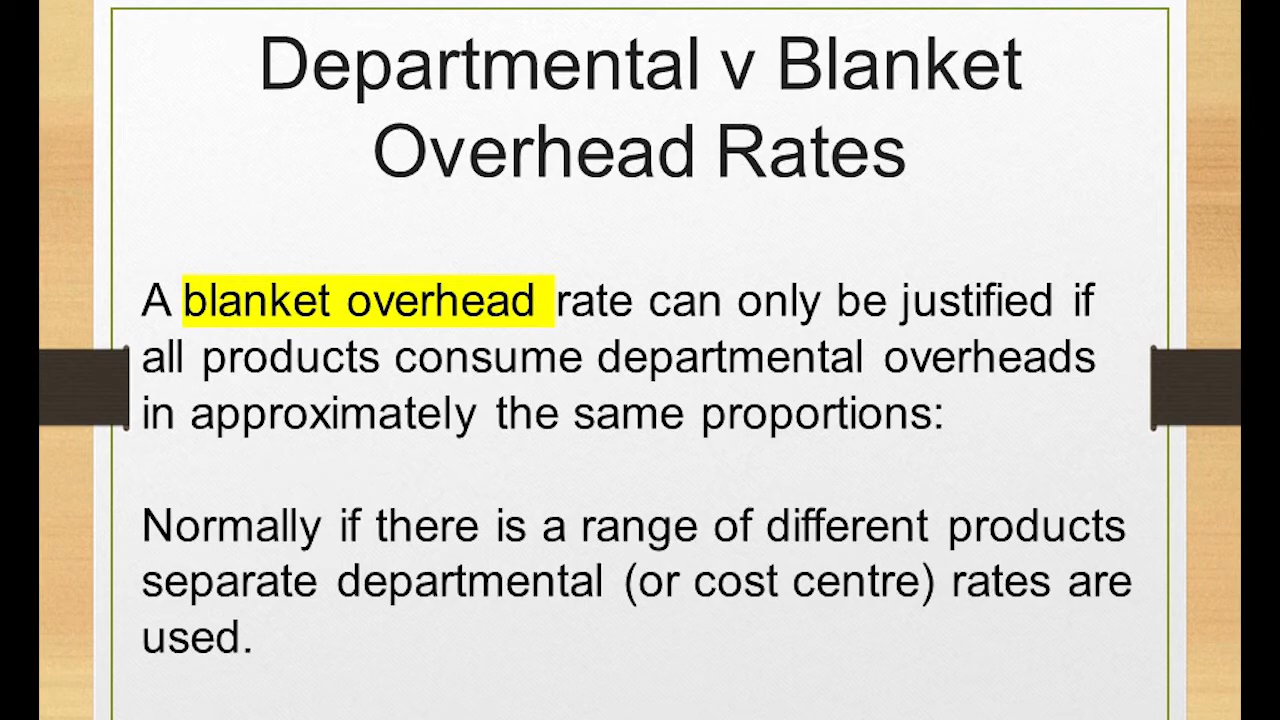 Departmental v Blanket
Overhead Rates
A blanket overhead rate can only be justified if
all products consume departmental overheads
in approximately the same proportions:
Normally if there is a range of different products
separate departmental (or cost centre) rates are
used.